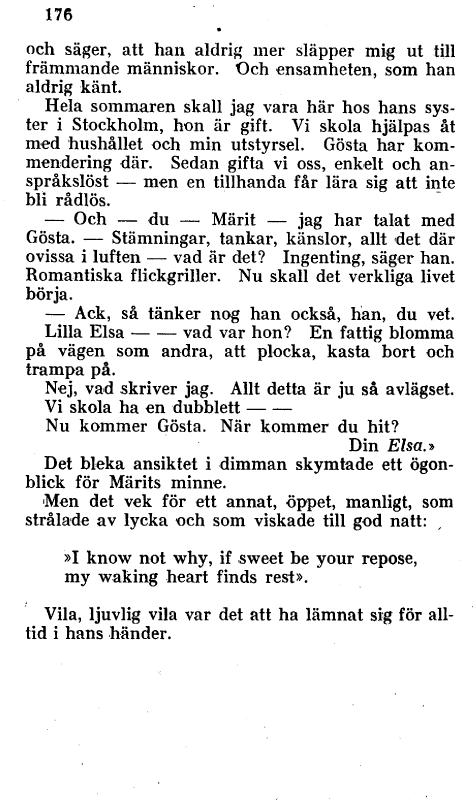 176
och säger, att han aldrig mer släpper mig ut till
främmande människor. Och ensamheten, som han
aldrig känt.
Hela sommaren skall jag vara här hos hans sys-
ter i Stockholm, hon är gift. Vi skola hjälpas åt
med hushållet och min utstyrsel. Gösta har kom-
mendering där. Sedan gifta vi oss, enkelt och an-
språkslöst — men en tillhanda får lära sig att inte
bli rådlös.
— Och — du — Märit — jag har talat med
Gösta. — Stämningar, tankar, känslor, allt det där
ovissa i luften — vad är det? Ingenting, säger han.
Romantiska flickgriller. Nu skall det verkliga livet
börja.
— Ack, så tänker nog han också, han, du vet.
Lilla Elsa — — vad var hon? En fattig blomma
på vägen som andra, att plocka, kasta bort och
trampa på.
Nej, vad skriver jag. Allt detta är ju så avlägset.
Vi skola ha en dubblett — —
Nu kommer Gösta. När kommer du hit?
Din Elsa.»
Det bleka ansiktet i dimman skymtade ett ögon-
blick för Märits minne.
Men det vek för ett annat, öppet, manligt, som
strålade av lycka och som viskade till god natt:
»I know not why, if sweet be your repose,
my waking heart finds rest».
Vila, ljuvlig vila var det att ha lämnat sig för all-
tid i hans händer.